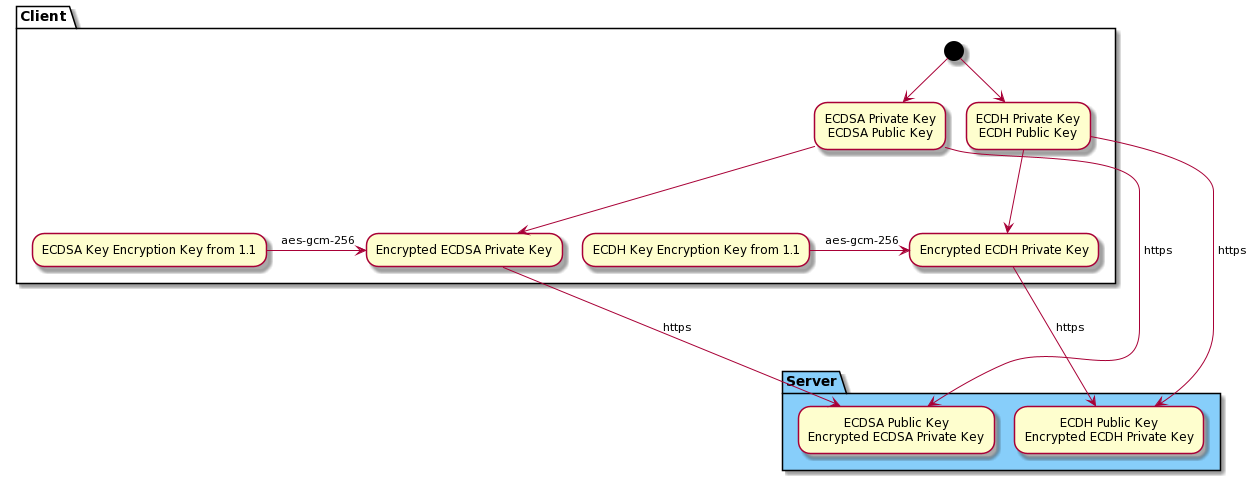 Client
ECDSA Private Key
ECDSA Public Key
ECDH Private Key
ECDH Public Key
ECDSA Key Encryption Key from 1.1
aes-gcm-256
Encrypted ECDSA Private Key
ECDH Key Encryption Key from 1.1
aes-gcm-256
Encrypted ECDH Private Key
https
https
https
https
Server
ECDSA Public Key
Encrypted ECDSA Private Key
ECDH Public Key
Encrypted ECDH Private Key